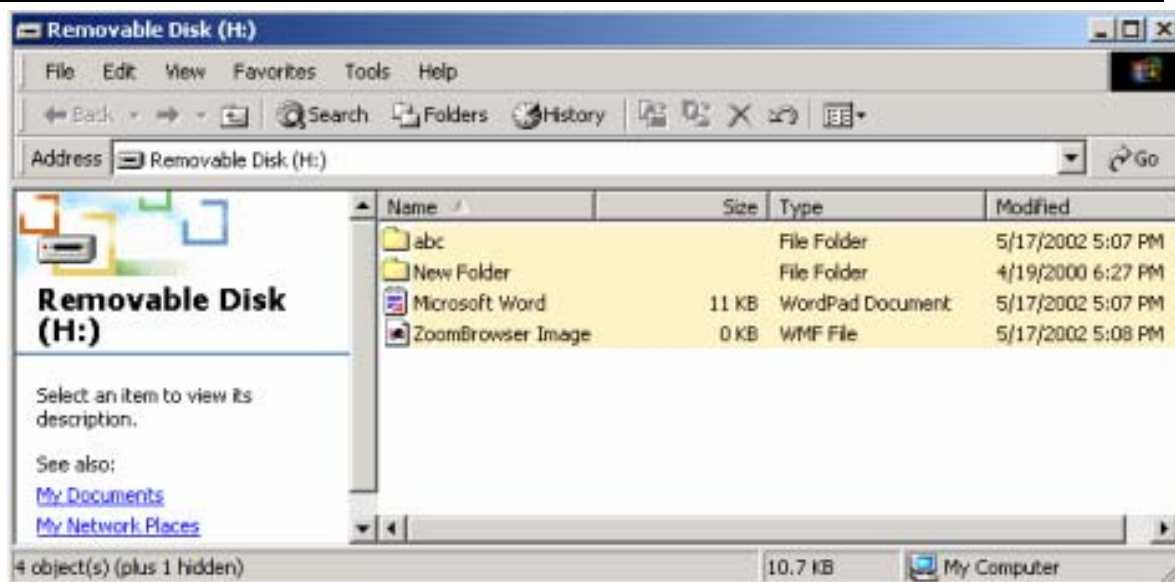 Removable Disk (H:)
File Edit View Favorites Tools Help
Back Search Folders History
Address Removable Disk (H:) Go
Removable Disk (H:)
Select an item to view its description.
See also:
My Documents
My Network Places
Name Size Type Modified
abc File Folder 5/17/2002 5:07 PM
New Folder File Folder 4/19/2000 6:27 PM
Microsoft Word 11 KB WordPad Document 5/17/2002 5:07 PM
ZoomBrowser Image 0 KB WMF File 5/17/2002 5:08 PM
4 object(s) (plus 1 hidden) 10.7 KB My Computer